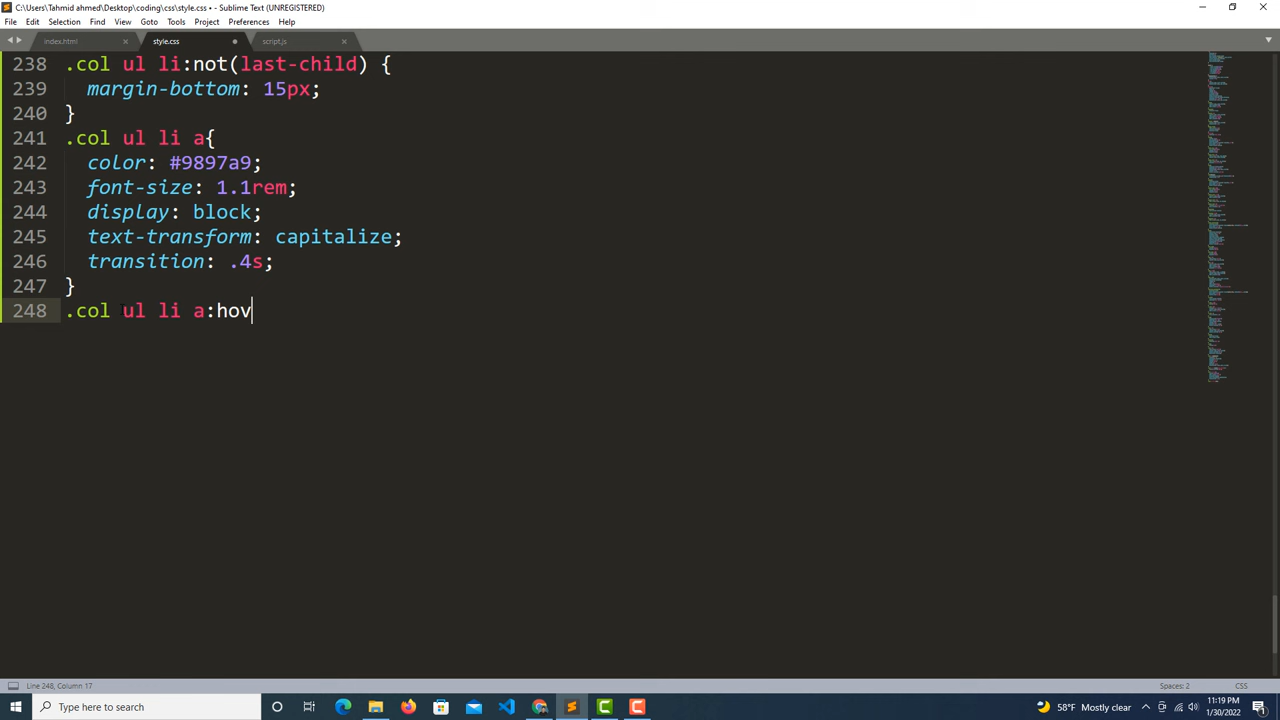 C:\Users\Tahmid ahmed\Desktop\coding\css\style.css • - Sublime Text (UNREGISTERED)
File Edit Selection Find View Goto Tools Project Preferences Help
index.html style.css script.js
238 .col ul li:not(last-child) {
239 margin-bottom: 15px;
240 }
241 .col ul li a{
242 color: #9897a9;
243 font-size: 1.1rem;
244 display: block;
245 text-transform: capitalize;
246 transition: .4s;
247 }
248 .col ul li a:hov
Line 248, Column 17 Spaces: 2 CSS
Type here to search 58°F Mostly clear 11:19 PM
1/30/2022